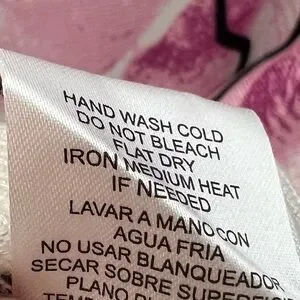 HAND WASH COLD
DO NOT BLEACH
FLAT DRY
IRON MEDIUM HEAT
IF NEEDED
LAVAR A MANO CON
AGUA FRIA
NO USAR BLANQUEADOR
SECAR SOBRE
PLANO